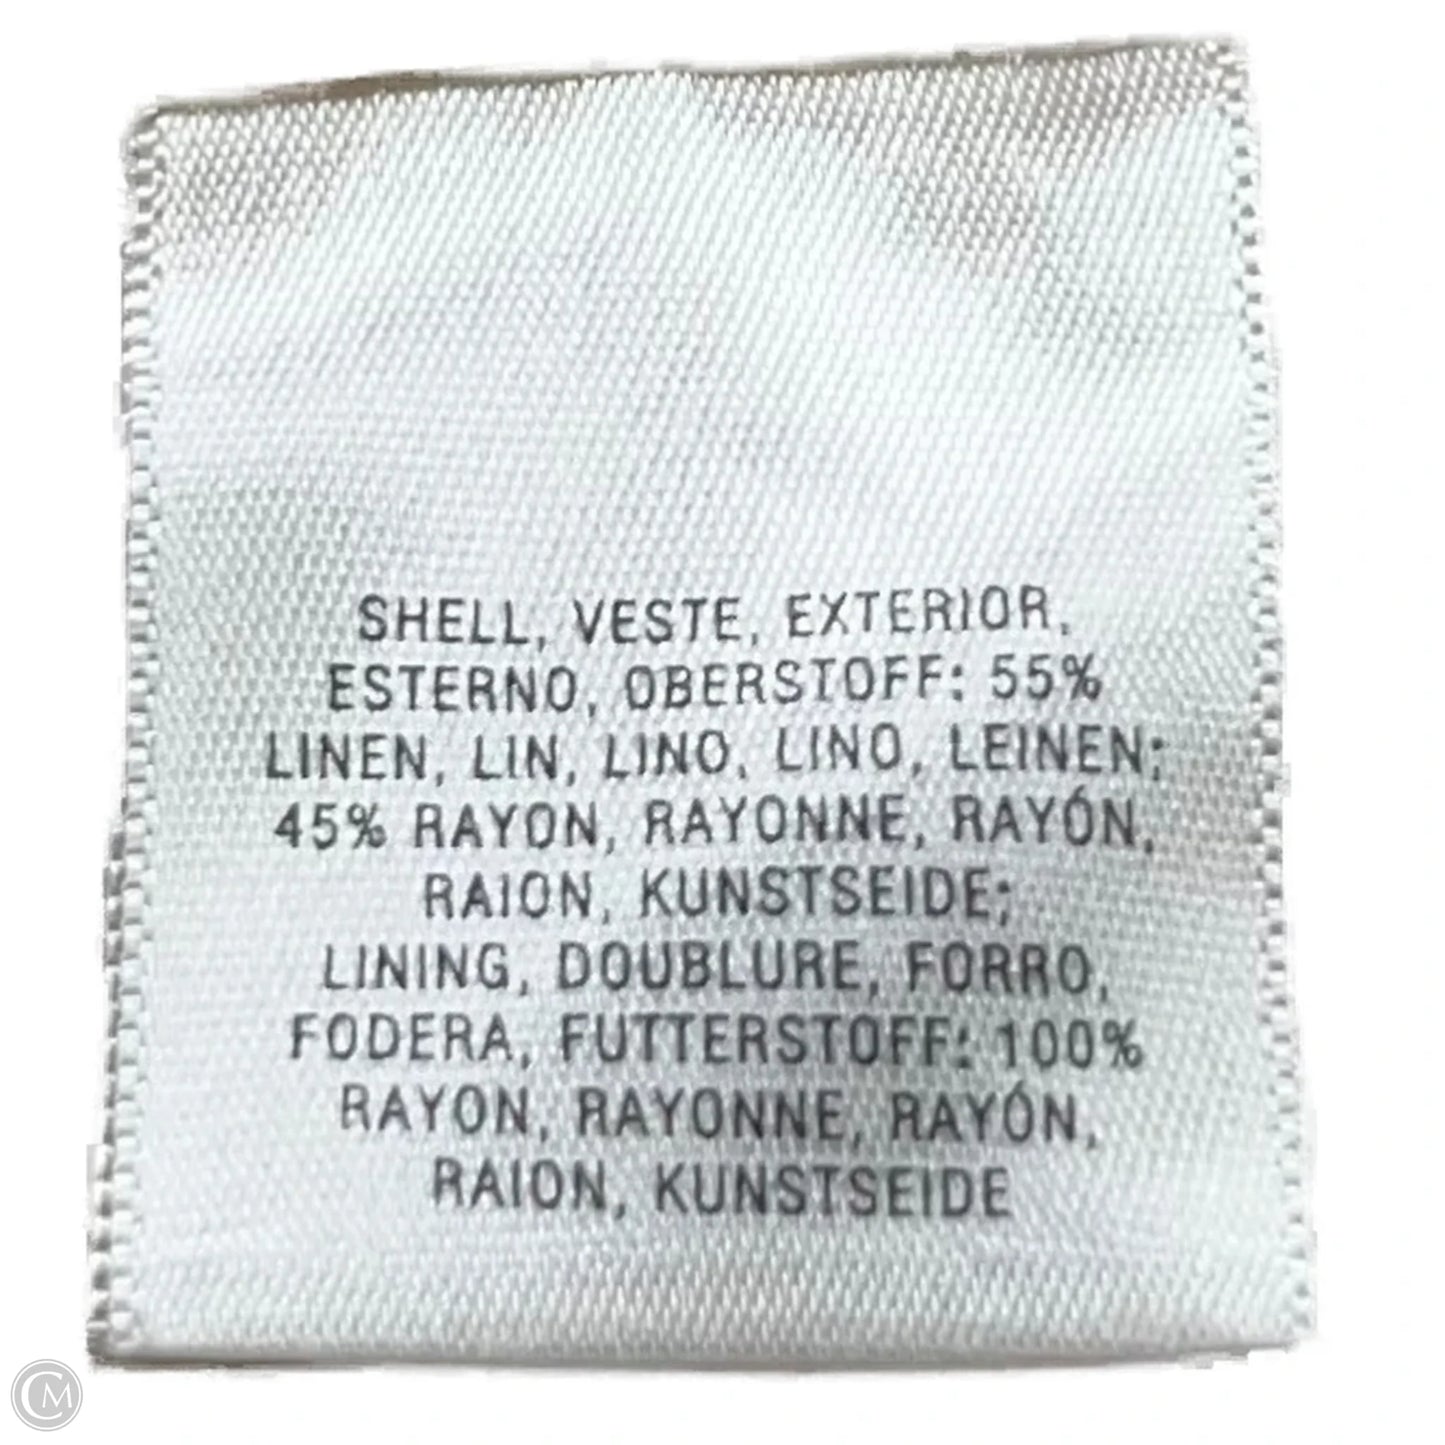 SHELL, VESTE, EXTERIOR,
ESTERNO, OBERSTOFF: 55%
LINEN, LIN, LINO, LINO, LEINEN;
45% RAYON, RAYONNE, RAYÓN,
RAION, KUNSTSEIDE;
LINING, DOUBLURE, FORRO,
FODERA, FUTTERSTOFF: 100%
RAYON, RAYONNE, RAYÓN,
RAION, KUNSTSEIDE
CM